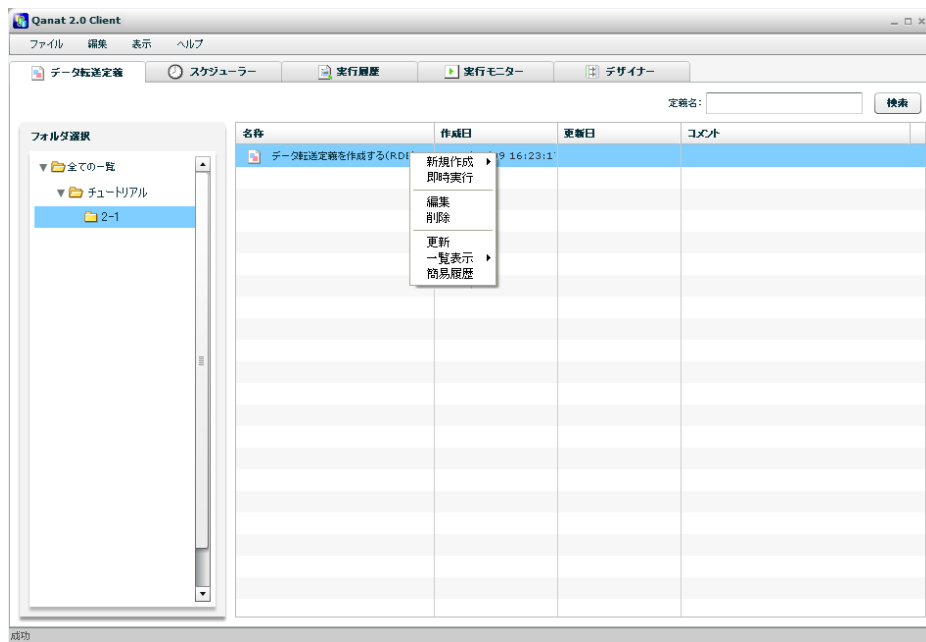 Qanat 2.0 Client
ファイル 編集 表示 ヘルプ
データ転送定義 スケジューラー 実行履歴 実行モニター デザイナー
定義名: 検索
フォルダ選択
全ての一覧
チュートリアル
2-1
名称 作成日 更新日 コメント
データ転送定義を作成する(RDB 9 16:23:1
新規作成
即時実行
編集
削除
更新
一覧表示
簡易履歴
成功